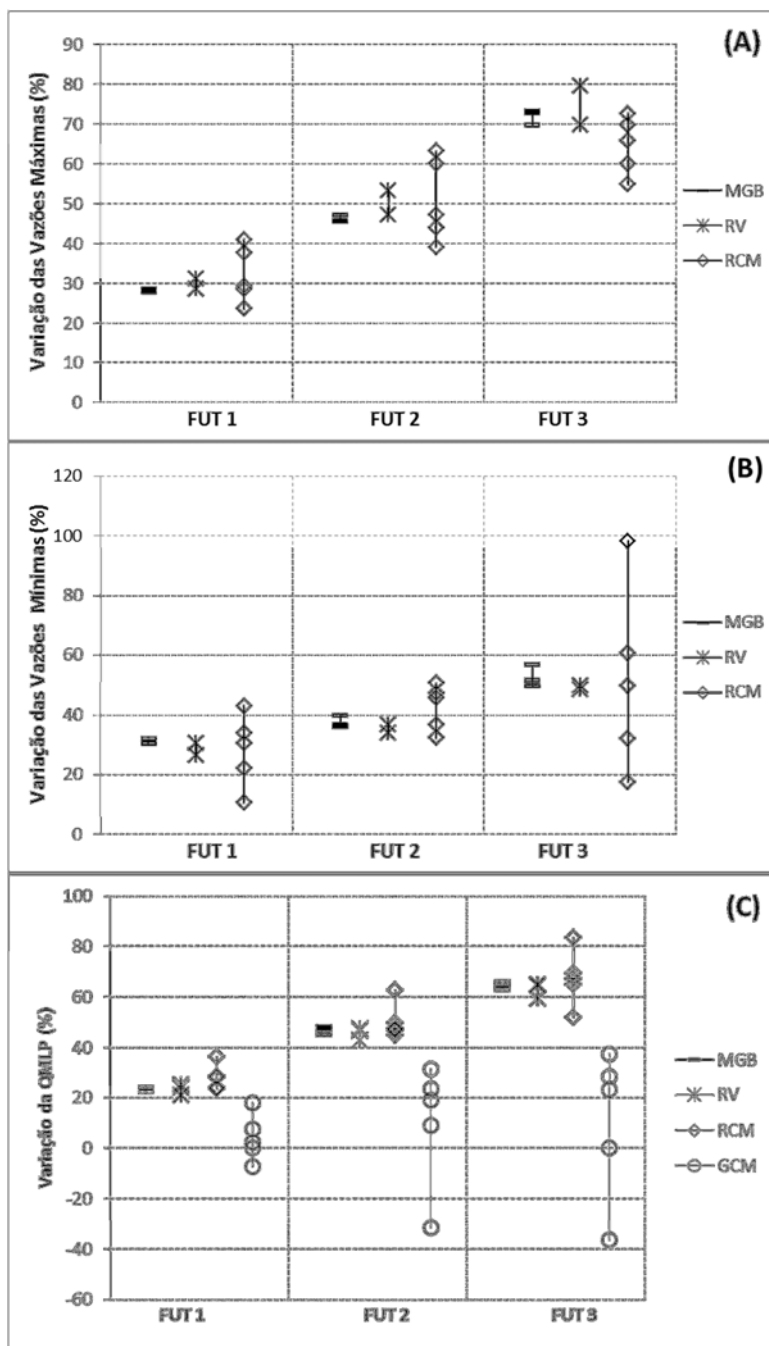 (A)
Variação das Vazões Máximas (%)
90
80
70
60
50
40
30
20
10
0
FUT 1 FUT 2 FUT 3
MGB
RV
RCM
(B)
Variação das Vazões Mínimas (%)
120
100
80
60
40
20
0
FUT 1 FUT 2 FUT 3
MGB
RV
RCM
(C)
Variação da QMLP (%)
100
80
60
40
20
0
-20
-40
-60
FUT 1 FUT 2 FUT 3
MGB
RV
RCM
GCM